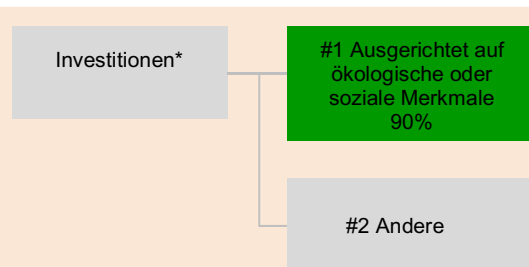 Investitionen*
#1 Ausgerichtet auf
ökologische oder
soziale Merkmale
90%
#2 Andere